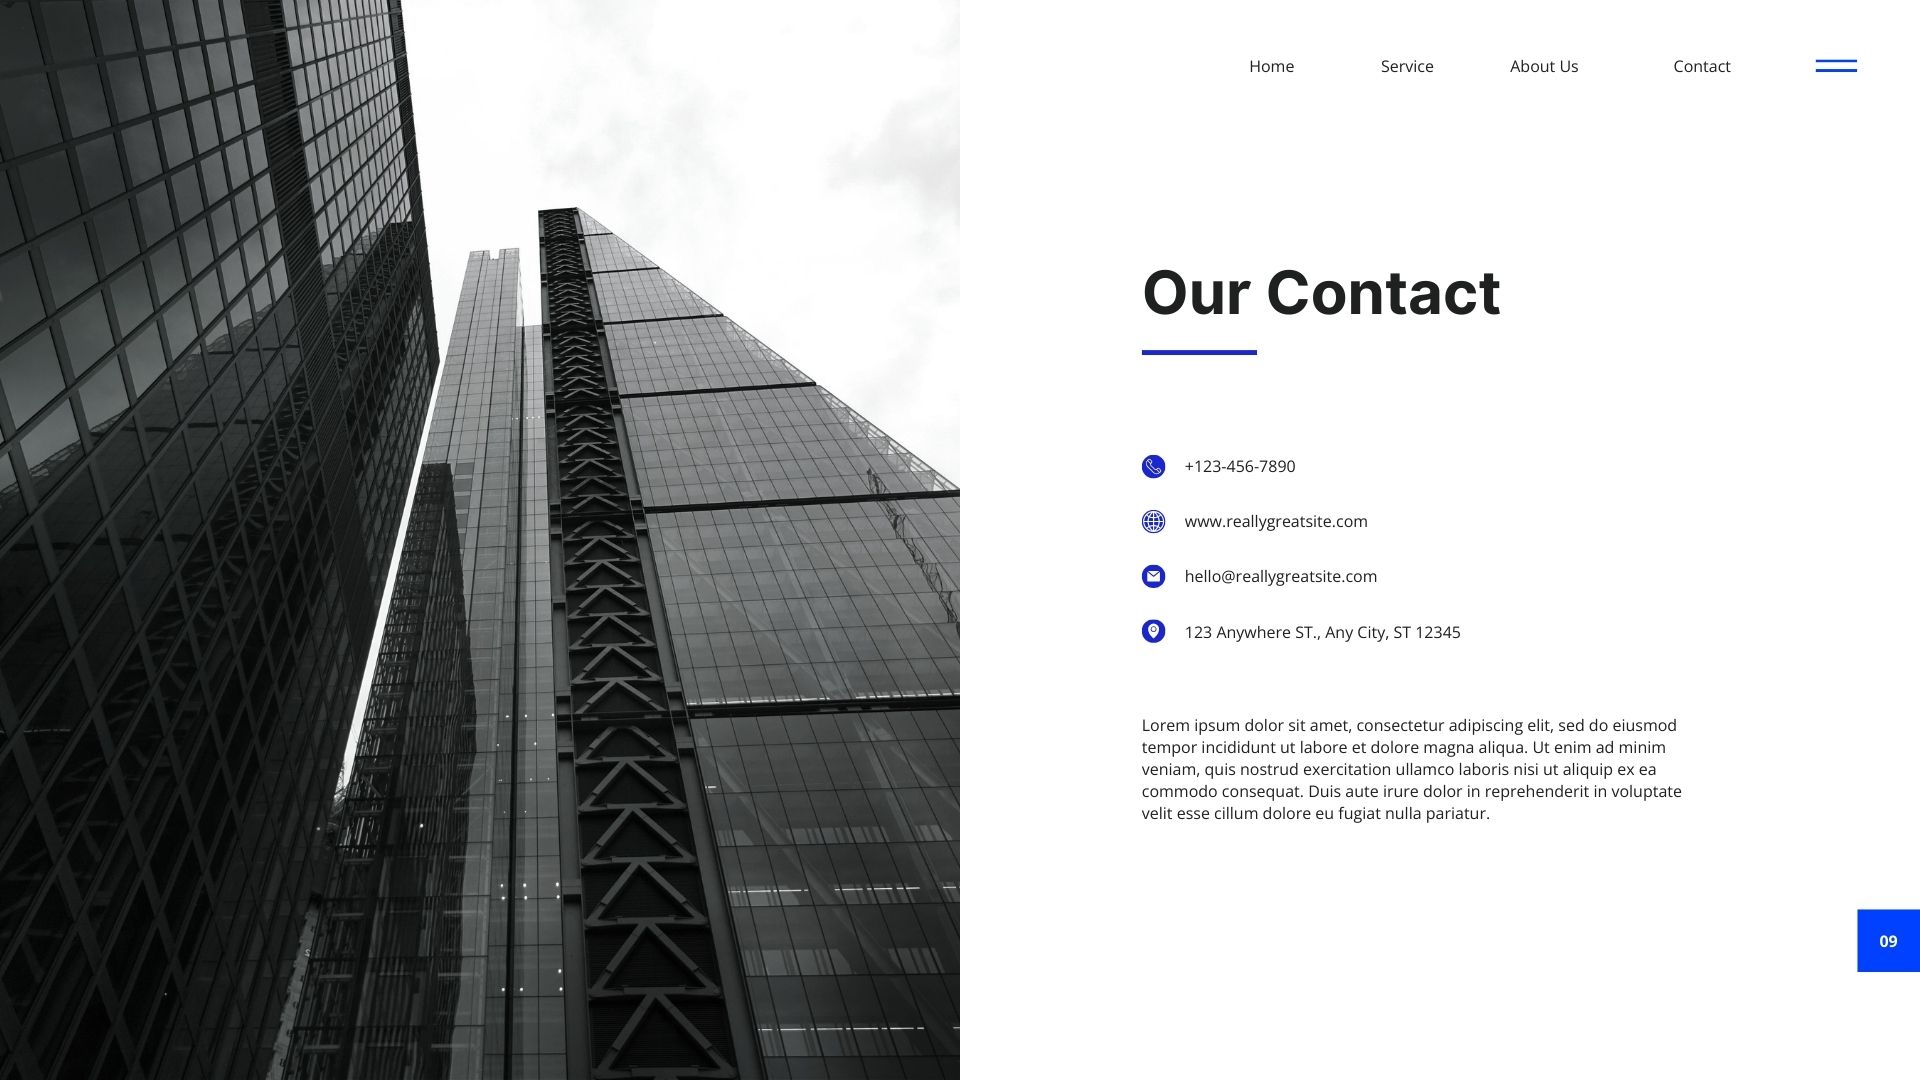 Home Service About Us Contact
Our Contact
+123-456-7890
www.reallygreatsite.com
hello@reallygreatsite.com
123 Anywhere ST., Any City, ST 12345
Lorem ipsum dolor sit amet, consectetur adipiscing elit, sed do eiusmod
tempor incididunt ut labore et dolore magna aliqua. Ut enim ad minim
veniam, quis nostrud exercitation ullamco laboris nisi ut aliquip ex ea
commodo consequat. Duis aute irure dolor in reprehenderit in voluptate
velit esse cillum dolore eu fugiat nulla pariatur.
09